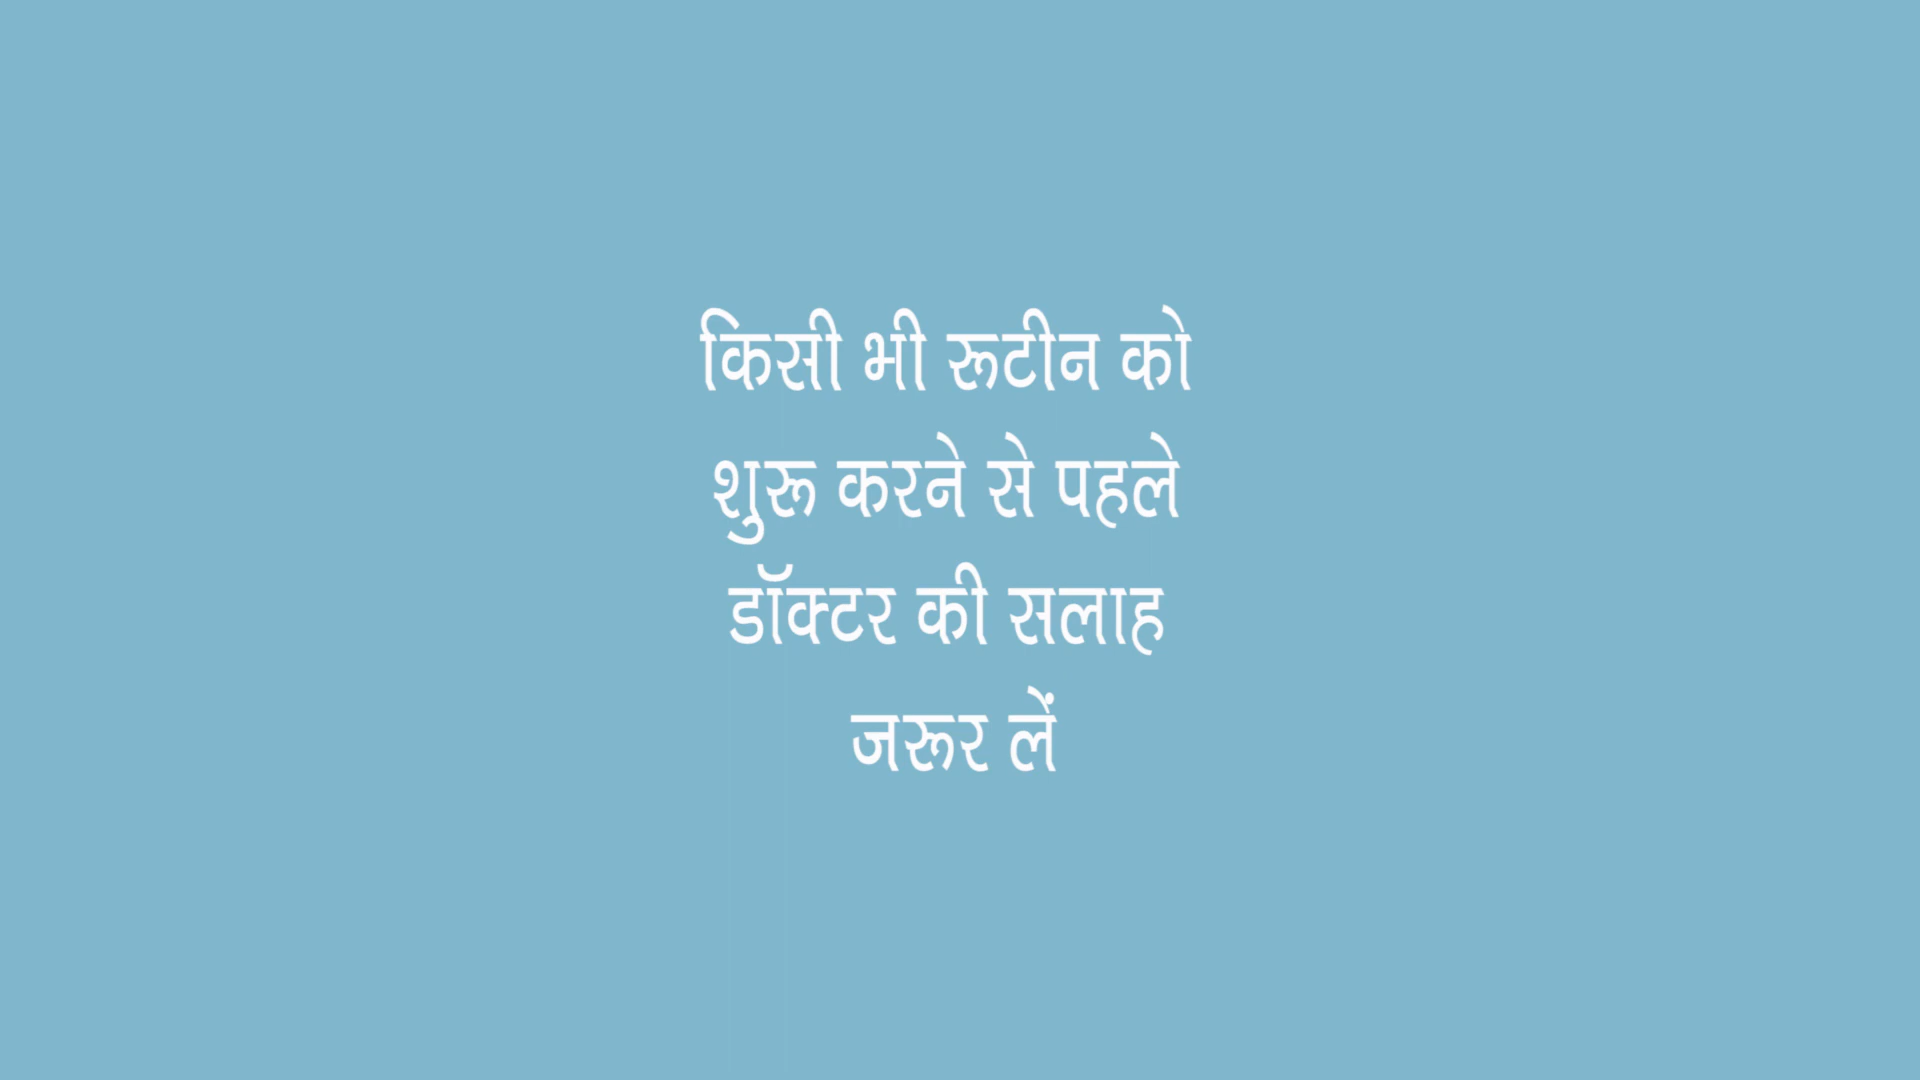 किसी भी रूटीन को
शुरू करने से पहले
डॉक्टर की सलाह
जरूर लें